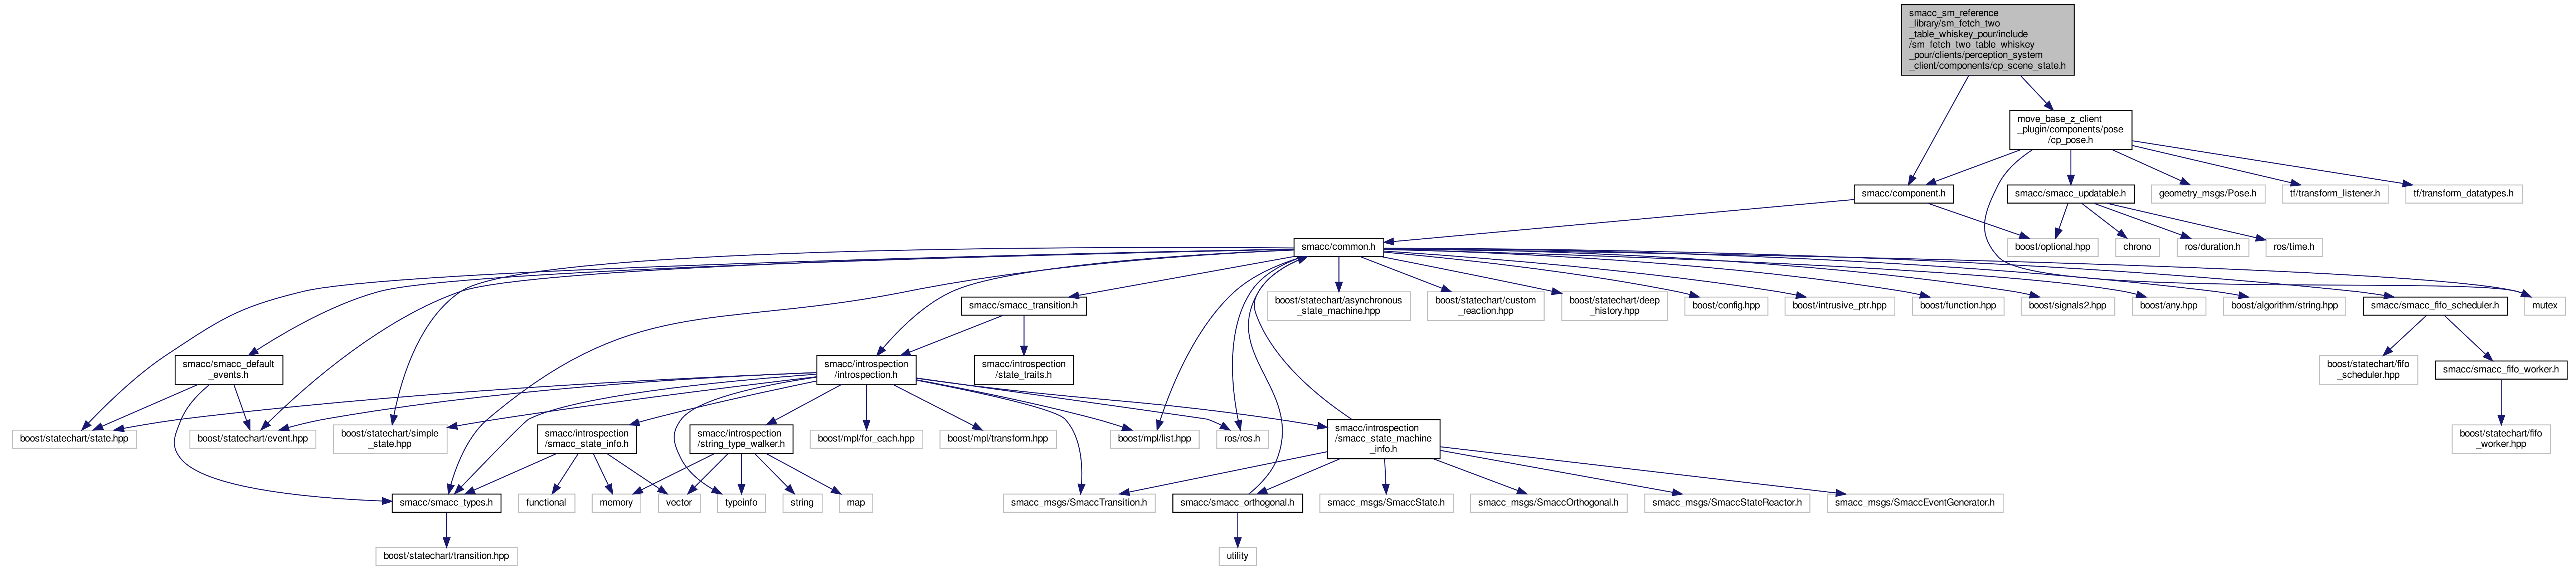 smacc_sm_reference
_library/sm_fetch_two
_table_whiskey_pour/include
/sm_fetch_two_table_whiskey
_pour/clients/perception_system
_client/components/cp_scene_state.h
move_base_z_client
_plugin/components/pose
/cp_pose.h
smacc/component.h
smacc/smacc_updatable.h
geometry_msgs/Pose.h
tf/transform_listener.h
tf/transform_datatypes.h
smacc/common.h
boost/optional.hpp
chrono
ros/duration.h
ros/time.h
smacc/smacc_transition.h
boost/statechart/asynchronous
_state_machine.hpp
boost/statechart/custom
_reaction.hpp
boost/statechart/deep
_history.hpp
boost/config.hpp
boost/intrusive_ptr.hpp
boost/function.hpp
boost/signals2.hpp
boost/any.hpp
boost/algorithm/string.hpp
smacc/smacc_fifo_scheduler.h
mutex
smacc/smacc_default
_events.h
smacc/introspection
/introspection.h
smacc/introspection
/state_traits.h
boost/statechart/fifo
_scheduler.hpp
smacc/smacc_fifo_worker.h
boost/statechart/state.hpp
boost/statechart/event.hpp
boost/statechart/simple
_state.hpp
smacc/introspection
/smacc_state_info.h
smacc/introspection
/string_type_walker.h
boost/mpl/for_each.hpp
boost/mpl/transform.hpp
boost/mpl/list.hpp
ros/ros.h
smacc/introspection
/smacc_state_machine
_info.h
boost/statechart/fifo
_worker.hpp
smacc/smacc_types.h
functional
memory
vector
typeinfo
string
map
smacc_msgs/SmaccTransition.h
smacc/smacc_orthogonal.h
smacc_msgs/SmaccState.h
smacc_msgs/SmaccOrthogonal.h
smacc_msgs/SmaccStateReactor.h
smacc_msgs/SmaccEventGenerator.h
boost/statechart/transition.hpp
utility